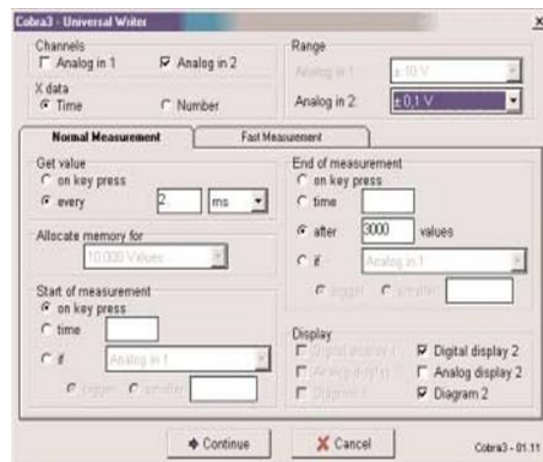 Cobra3 - Universal Writer
x
Channels
Analog in 1
Analog in 2
X data
Time
Number
Range
Analog in 1:
± 10 V
Analog in 2:
± 0,1 V
Normal Measurement
Fast Measurement
Get value
on key press
every 2 ms
Allocate memory for
10.000 Values
Start of measurement
on key press
time
if Analog in 1
bigger smaller
End of measurement
on key press
time
after 3000 values
if Analog in 1
bigger smaller
Display
Digital display 1
Digital display 2
Analog display 1
Analog display 2
Diagram 1
Diagram 2
Continue
Cancel
Cobra3 - 01.11